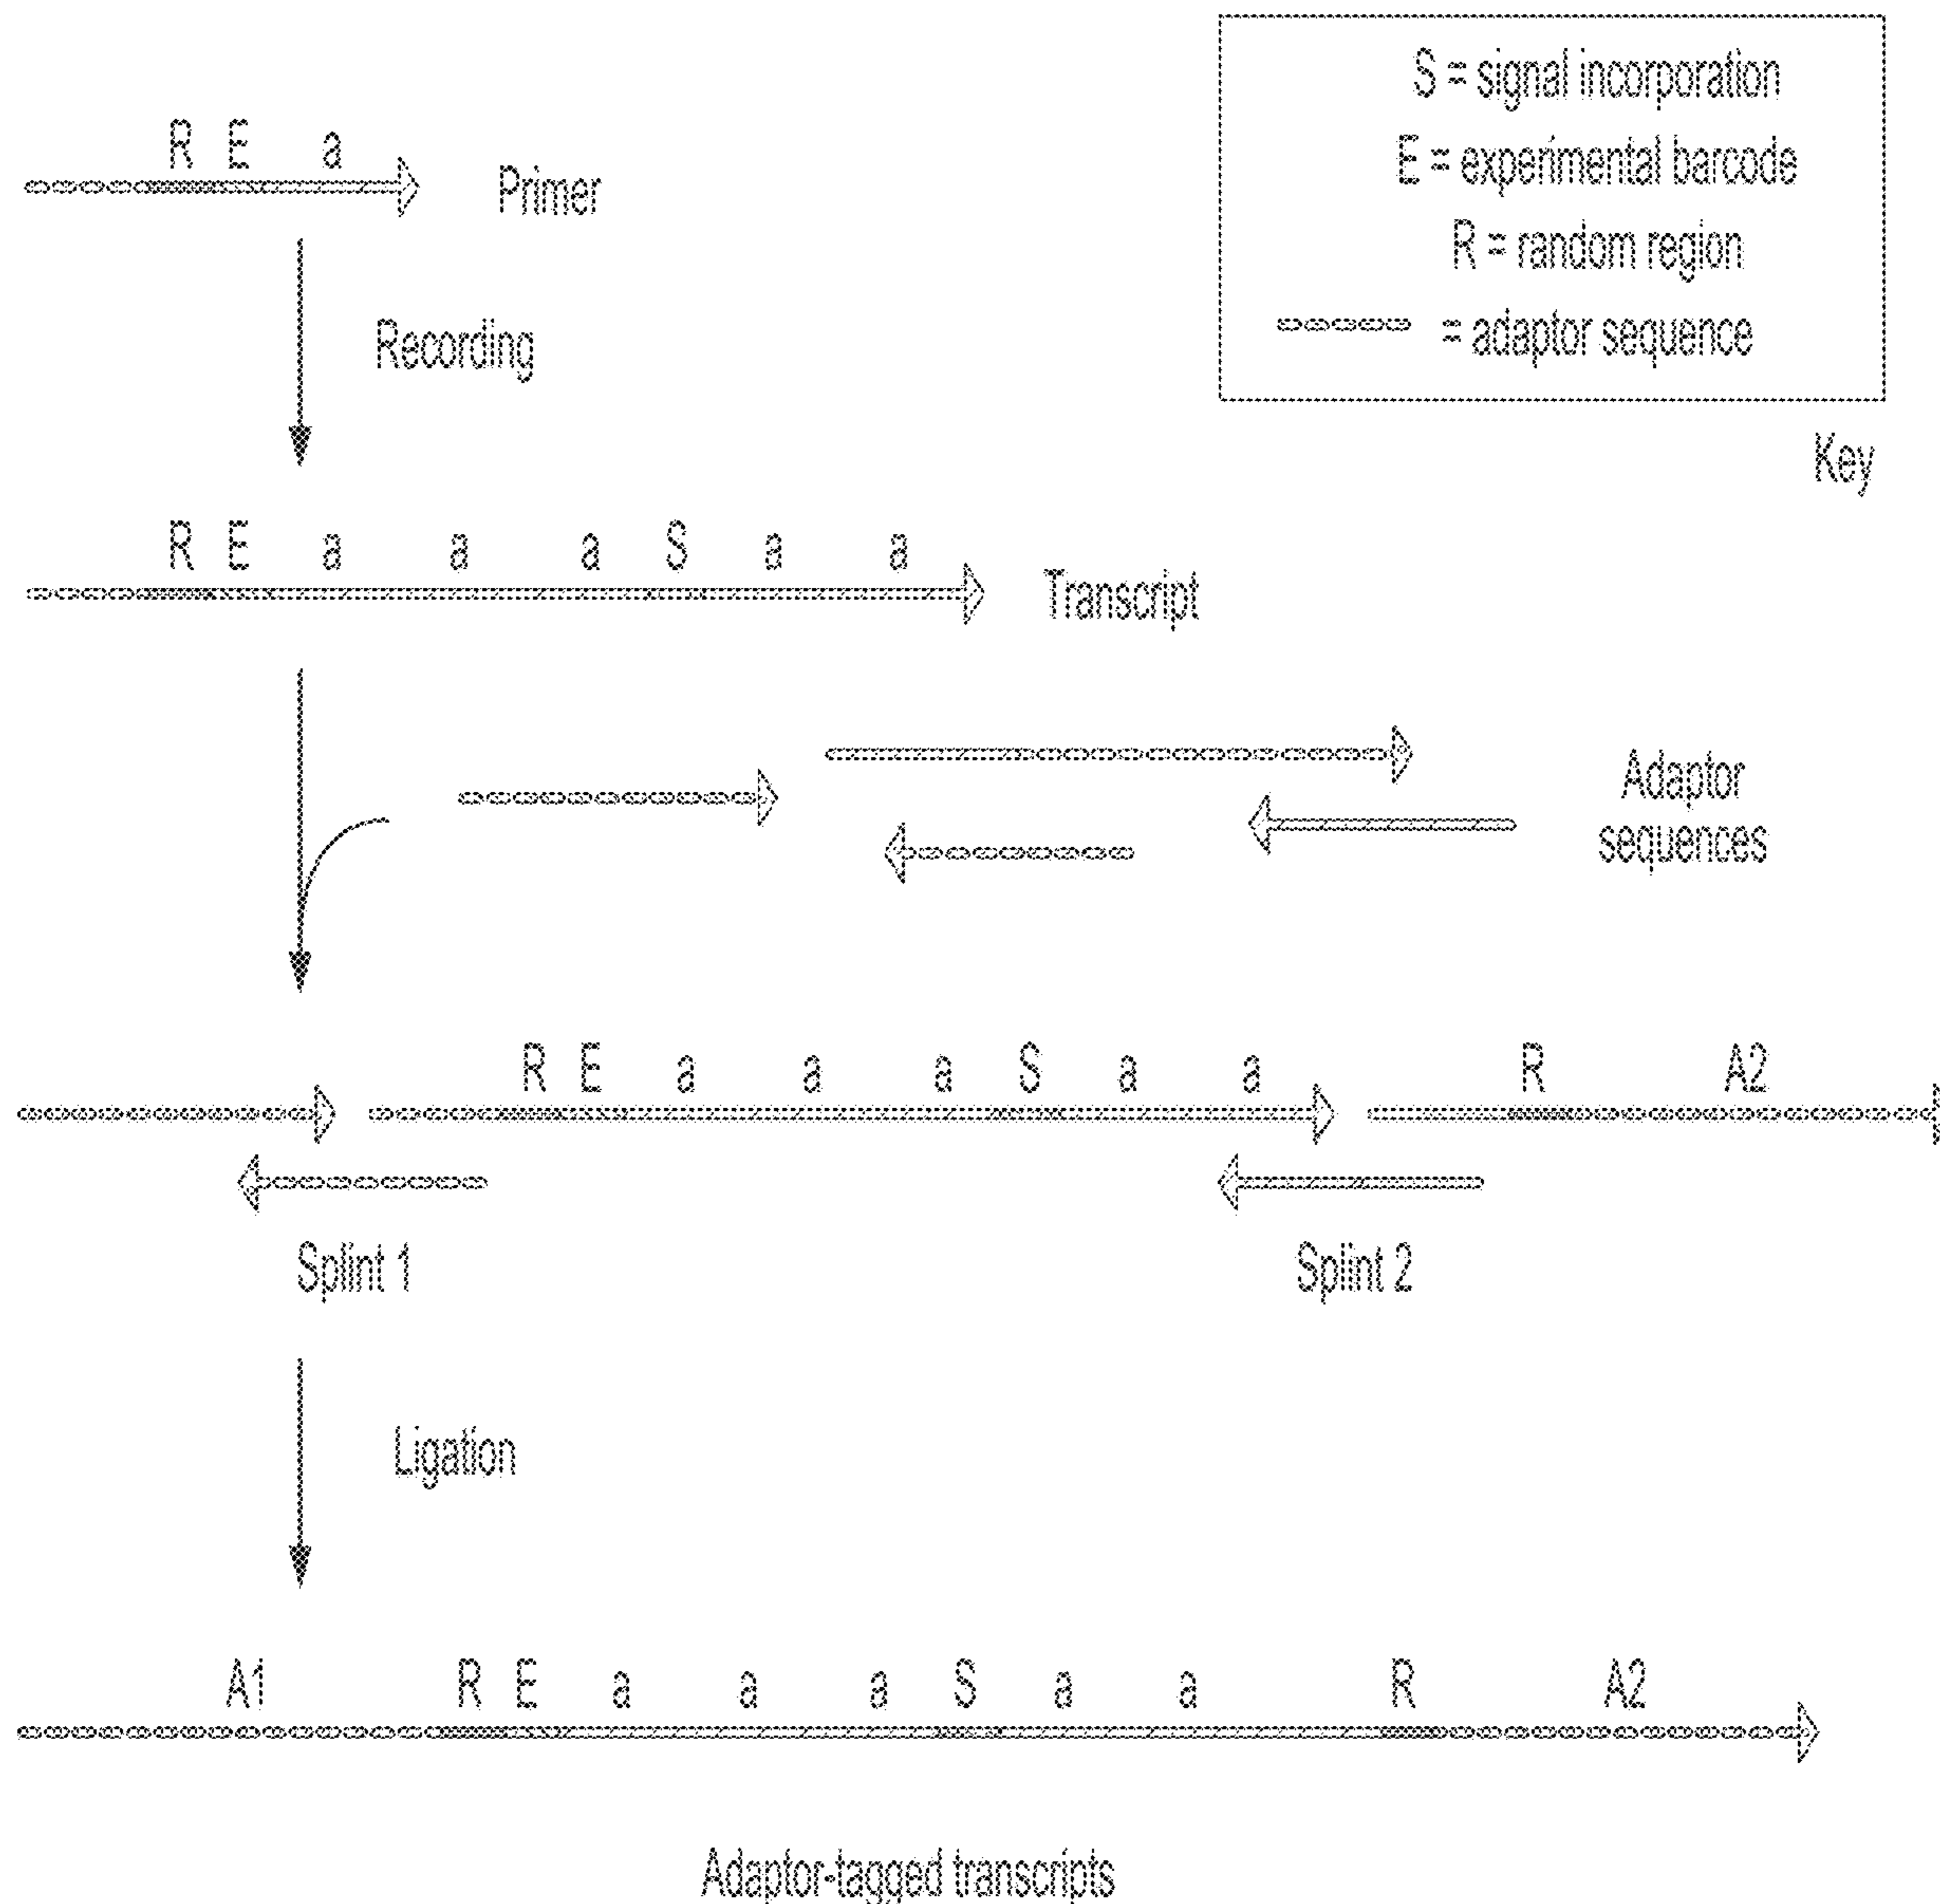 S = signal incorporation
E = experimental barcode
R = random region
= adaptor sequence
Key
R E a
Primer
Recording
R E a a a S a a
Transcript
Adaptor
sequences
R E a a a S a a R A2
Splint 1 Splint 2
Ligation
A1 R E a a a S a a R A2
Adaptor-tagged transcripts